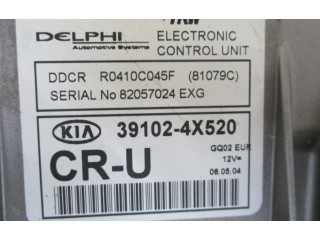 DELPHI
Automotive Systems
ELECTRONIC
CONTROL UNIT
DDCR R0410C045F (81079C)
SERIAL No 82057024 EXG
KIA 39102-4X520
CR-U
GQ02 EUR
12V=
06.05.04